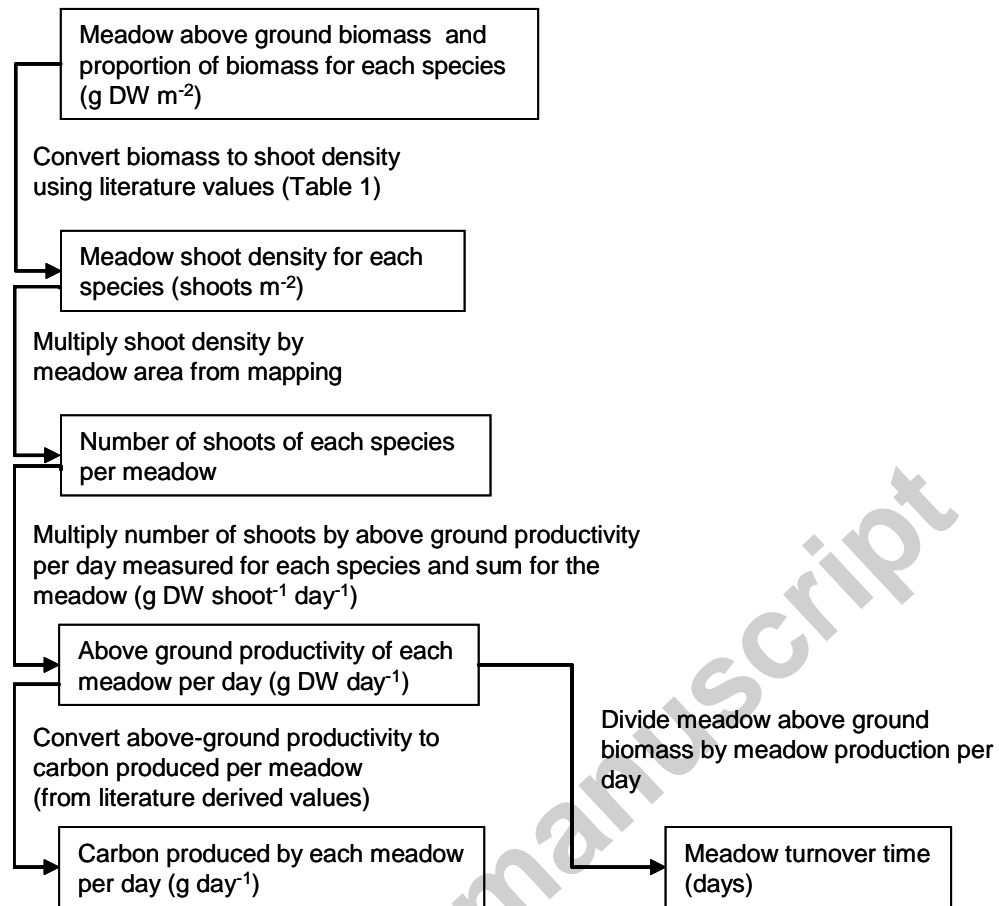 Meadow above ground biomass and
proportion of biomass for each species
(g DW m⁻²)
Convert biomass to shoot density
using literature values (Table 1)
Meadow shoot density for each
species (shoots m⁻²)
Multiply shoot density by
meadow area from mapping
Number of shoots of each species
per meadow
Multiply number of shoots by above ground productivity
per day measured for each species and sum for the
meadow (g DW shoot⁻¹ day⁻¹)
Above ground productivity of each
meadow per day (g DW day⁻¹)
Divide meadow above ground
biomass by meadow production per
day
Convert above-ground productivity to
carbon produced per meadow
(from literature derived values)
Carbon produced by each meadow
per day (g day⁻¹)
Meadow turnover time
(days)
manuscript